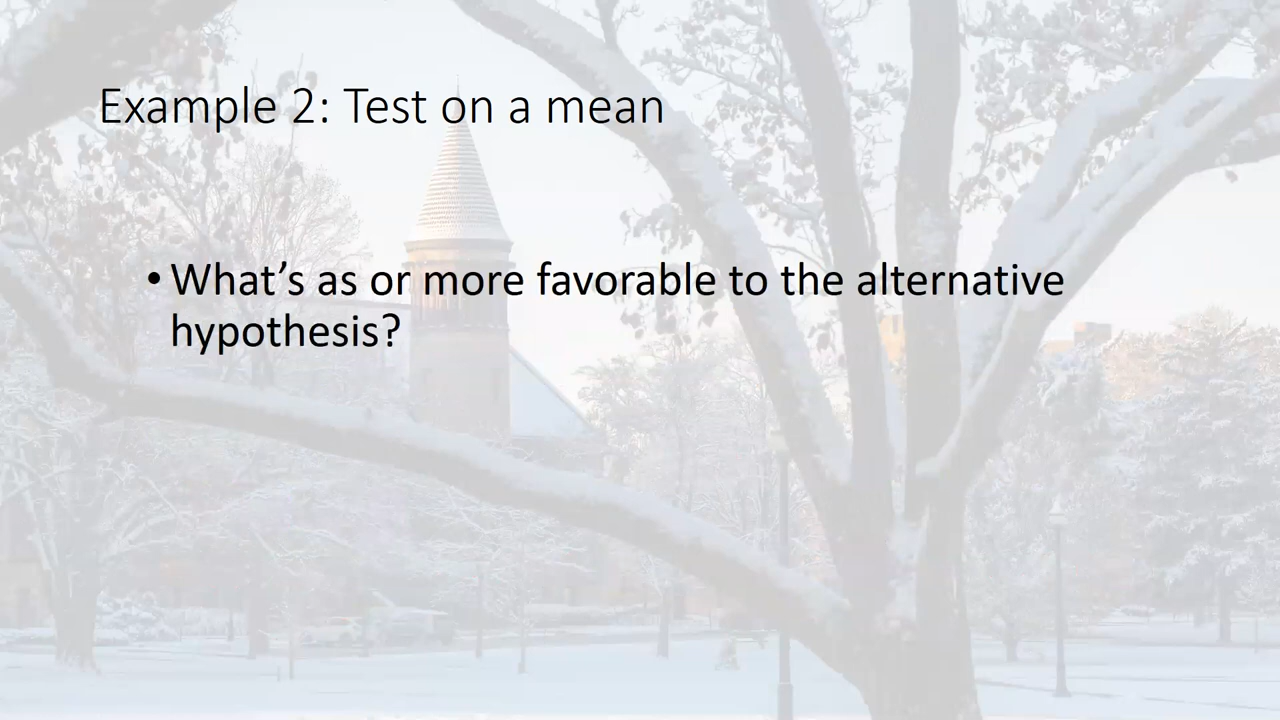 Example 2: Test on a mean
• What’s as or more favorable to the alternative
hypothesis?